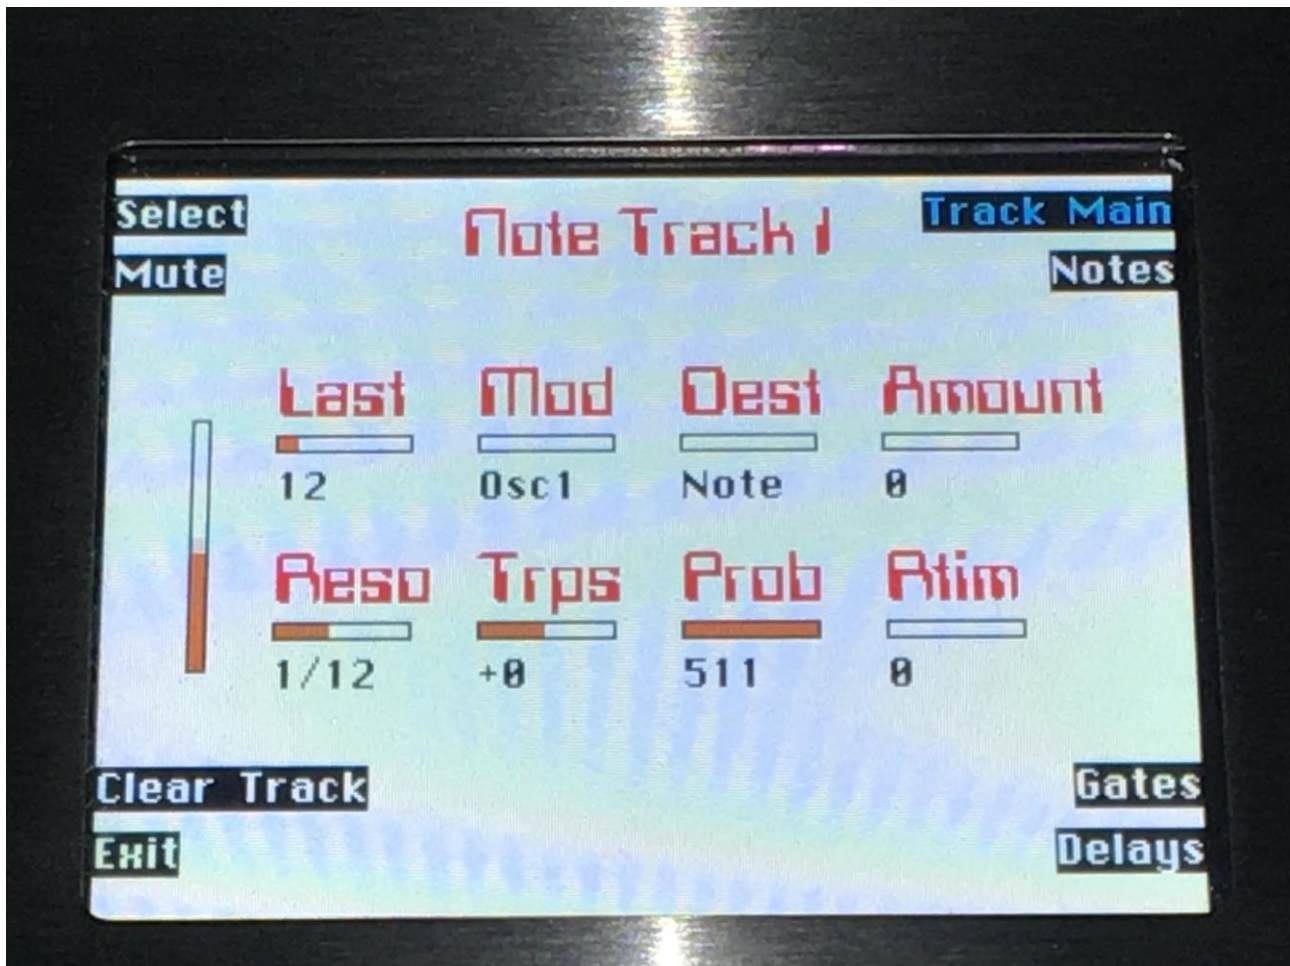 Select
Note Track 1
Track Main
Mute
Notes
Last Mod Dest Amount
12 Osc1 Note 0
Reso Trps Prob Rtim
1/12 +0 511 0
Clear Track
Gates
Exit
Delays